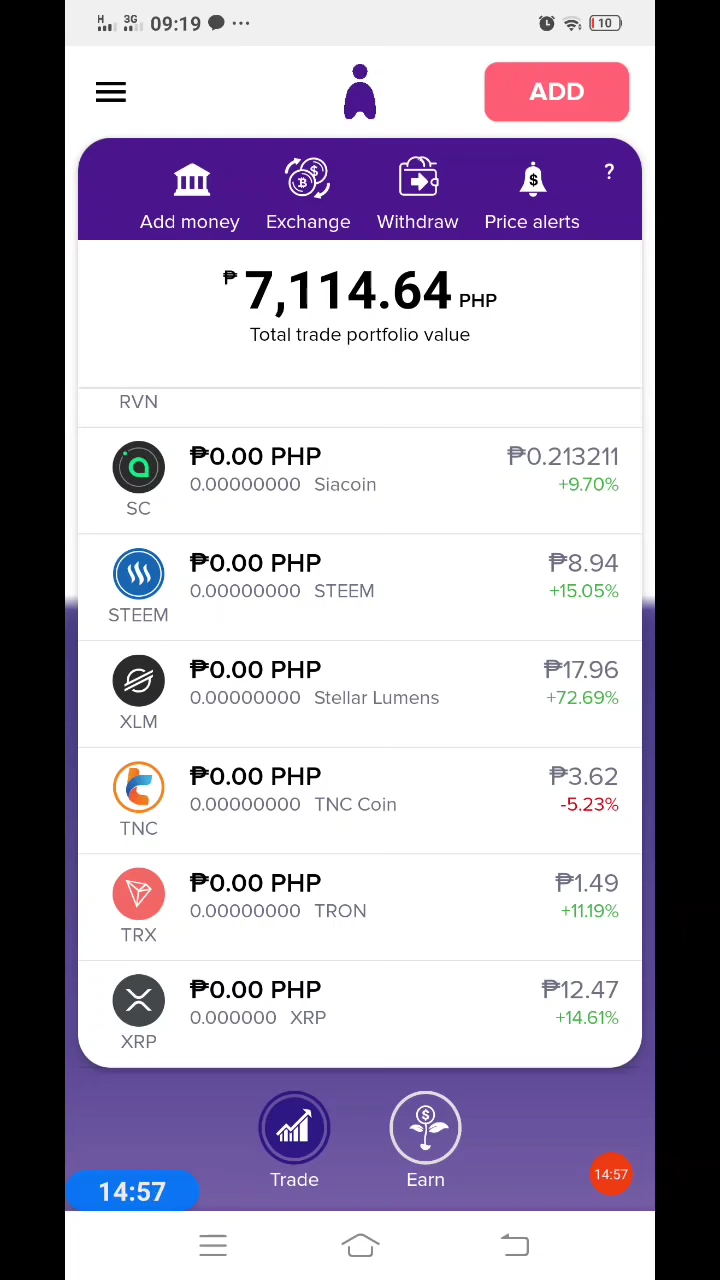 H 3G 09:19 ... 10
ADD
?
Add money Exchange Withdraw Price alerts
₱7,114.64 PHP
Total trade portfolio value
RVN
₱0.00 PHP ₱0.213211
0.00000000 Siacoin +9.70%
SC
₱0.00 PHP ₱8.94
0.00000000 STEEM +15.05%
STEEM
₱0.00 PHP ₱17.96
0.00000000 Stellar Lumens +72.69%
XLM
₱0.00 PHP ₱3.62
0.00000000 TNC Coin -5.23%
TNC
₱0.00 PHP ₱1.49
0.00000000 TRON +11.19%
TRX
₱0.00 PHP ₱12.47
0.000000 XRP +14.61%
XRP
Trade Earn
14:57 14:57